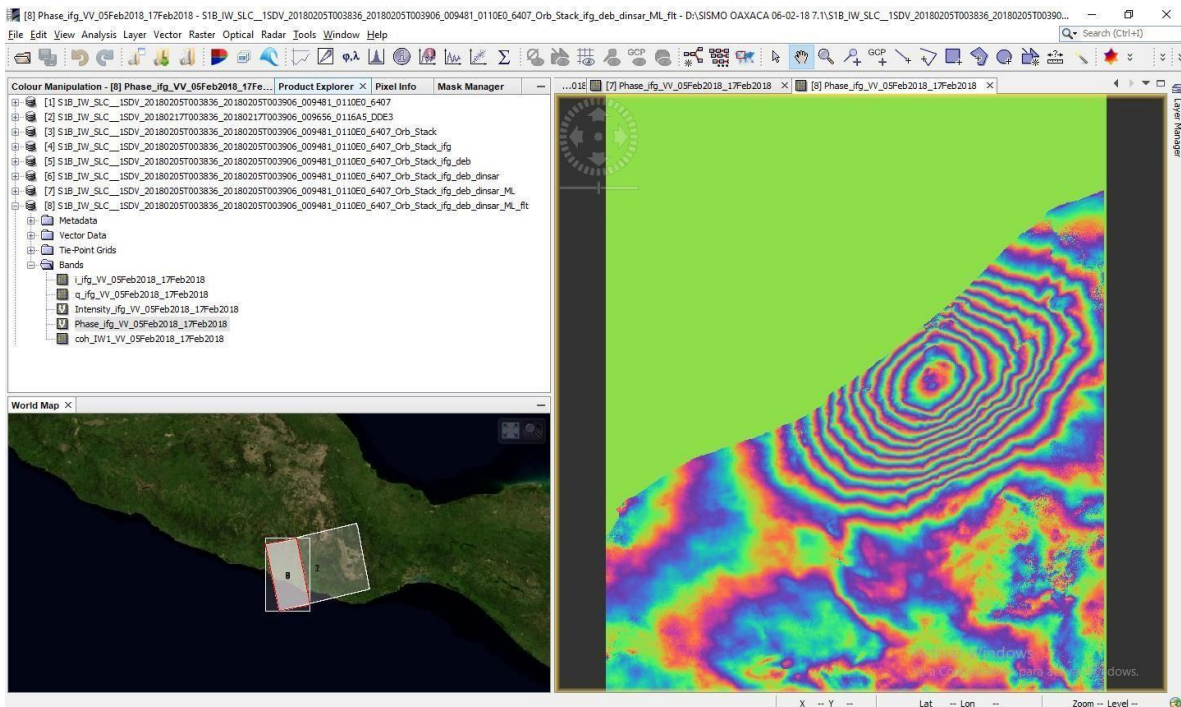 [8] Phase_ifg_VV_05Feb2018_17Feb2018 - S1B_IW_SLC__1SDV_20180205T003836_20180205T003906_009481_0110E0_6407_Orb_Stack_ifg_deb_dinsar_ML_flt - D:\SISMO OAXACA 06-02-18 7.1\S1B_IW_SLC__1SDV_20180205T003836_20180205T00390...
File Edit View Analysis Layer Vector Raster Optical Radar Tools Window Help
Search (Ctrl+I)
φ,λ Σ GCP GCP
Colour Manipulation - [8] Phase_ifg_VV_05Feb2018_17Fe... Product Explorer × Pixel Info Mask Manager
...018 [7] Phase_ifg_VV_05Feb2018_17Feb2018 × [8] Phase_ifg_VV_05Feb2018_17Feb2018 ×
Layer Manager
[1] S1B_IW_SLC__1SDV_20180205T003836_20180205T003906_009481_0110E0_6407
[2] S1B_IW_SLC__1SDV_20180217T003836_20180217T003906_009656_0116A5_DDE3
[3] S1B_IW_SLC__1SDV_20180205T003836_20180205T003906_009481_0110E0_6407_Orb_Stack
[4] S1B_IW_SLC__1SDV_20180205T003836_20180205T003906_009481_0110E0_6407_Orb_Stack_ifg
[5] S1B_IW_SLC__1SDV_20180205T003836_20180205T003906_009481_0110E0_6407_Orb_Stack_ifg_deb
[6] S1B_IW_SLC__1SDV_20180205T003836_20180205T003906_009481_0110E0_6407_Orb_Stack_ifg_deb_dinsar
[7] S1B_IW_SLC__1SDV_20180205T003836_20180205T003906_009481_0110E0_6407_Orb_Stack_ifg_deb_dinsar_ML
[8] S1B_IW_SLC__1SDV_20180205T003836_20180205T003906_009481_0110E0_6407_Orb_Stack_ifg_deb_dinsar_ML_flt
Metadata
Vector Data
Tie-Point Grids
Bands
i_ifg_VV_05Feb2018_17Feb2018
q_ifg_VV_05Feb2018_17Feb2018
Intensity_ifg_VV_05Feb2018_17Feb2018
Phase_ifg_VV_05Feb2018_17Feb2018
coh_IW1_VV_05Feb2018_17Feb2018
World Map ×
X -- Y -- Lat -- Lon -- Zoom -- Level --